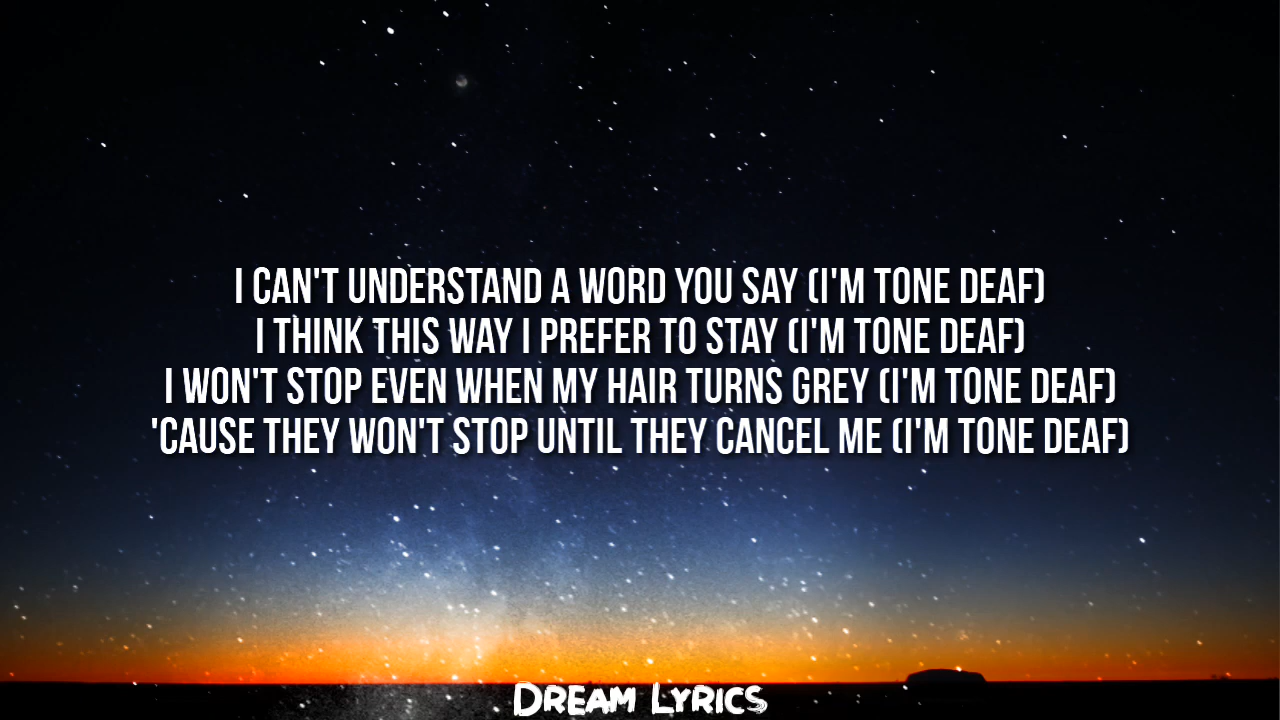 I CAN'T UNDERSTAND A WORD YOU SAY (I'M TONE DEAF)
I THINK THIS WAY I PREFER TO STAY (I'M TONE DEAF)
I WON'T STOP EVEN WHEN MY HAIR TURNS GREY (I'M TONE DEAF)
'CAUSE THEY WON'T STOP UNTIL THEY CANCEL ME (I'M TONE DEAF)
DREAM LYRICS